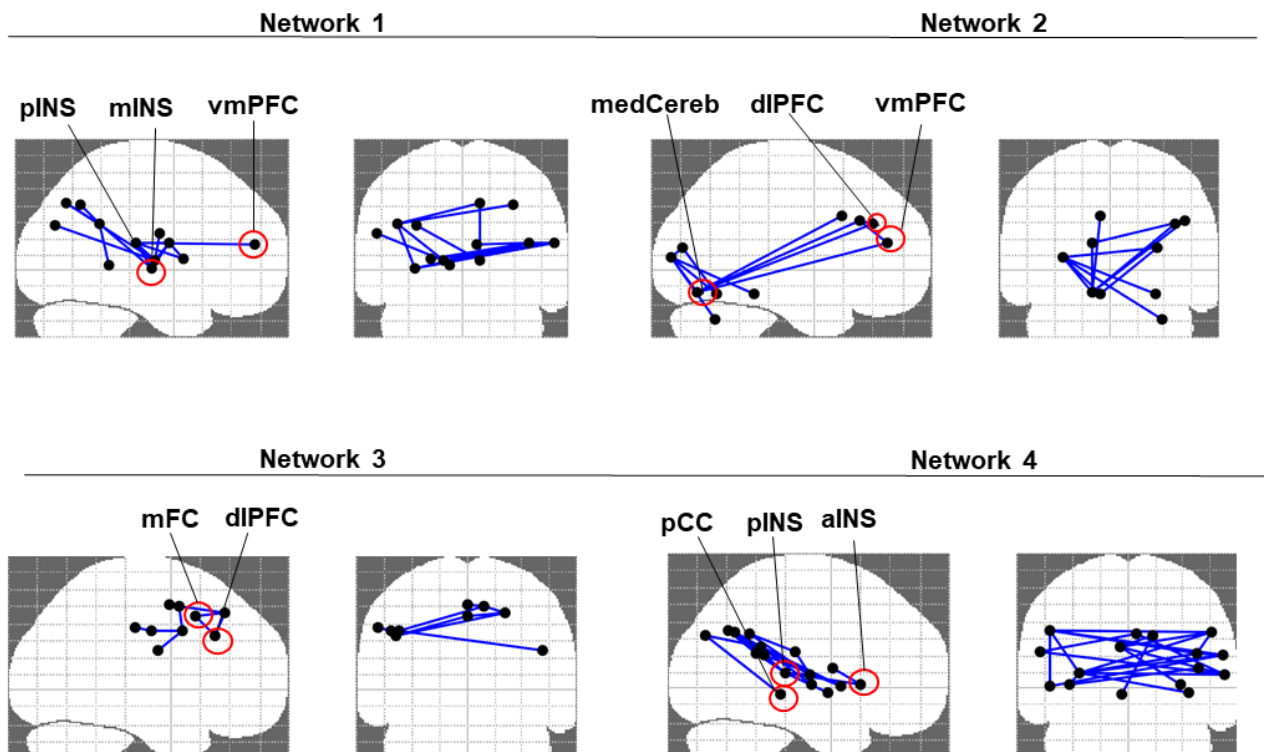 Network 1
Network 2
pINS mINS vmPFC
medCereb dlPFC vmPFC
Network 3
Network 4
mFC dlPFC
pCC pINS aINS